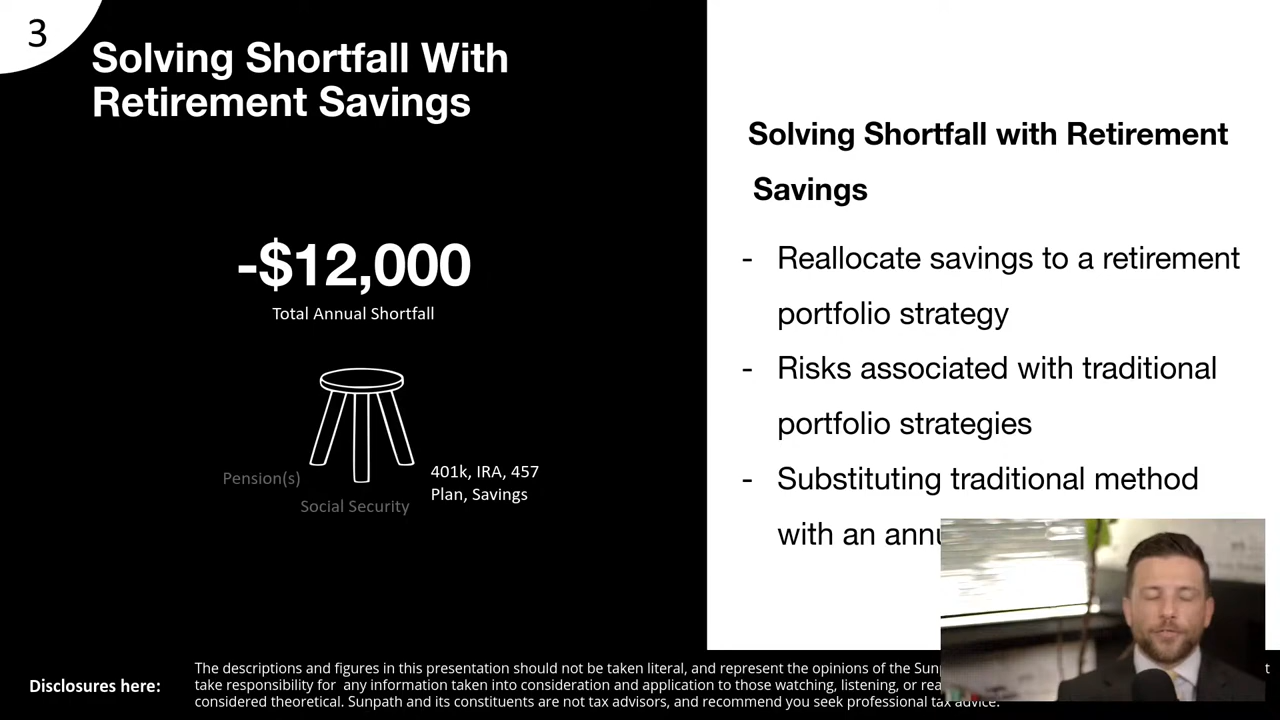 3
Solving Shortfall With
Retirement Savings
-$12,000
Total Annual Shortfall
Pension(s)
Social Security
401k, IRA, 457
Plan, Savings
Solving Shortfall with Retirement
Savings
- Reallocate savings to a retirement
portfolio strategy
- Risks associated with traditional
portfolio strategies
- Substituting traditional method
with an
Disclosures here:
The descriptions and figures in this presentation should not be taken literal, and represent the opinions of the
take responsibility for any information taken into consideration and application to those watching, listening, or
considered theoretical. Sunpath and its constituents are not tax advisors, and recommend you seek professional tax advice.